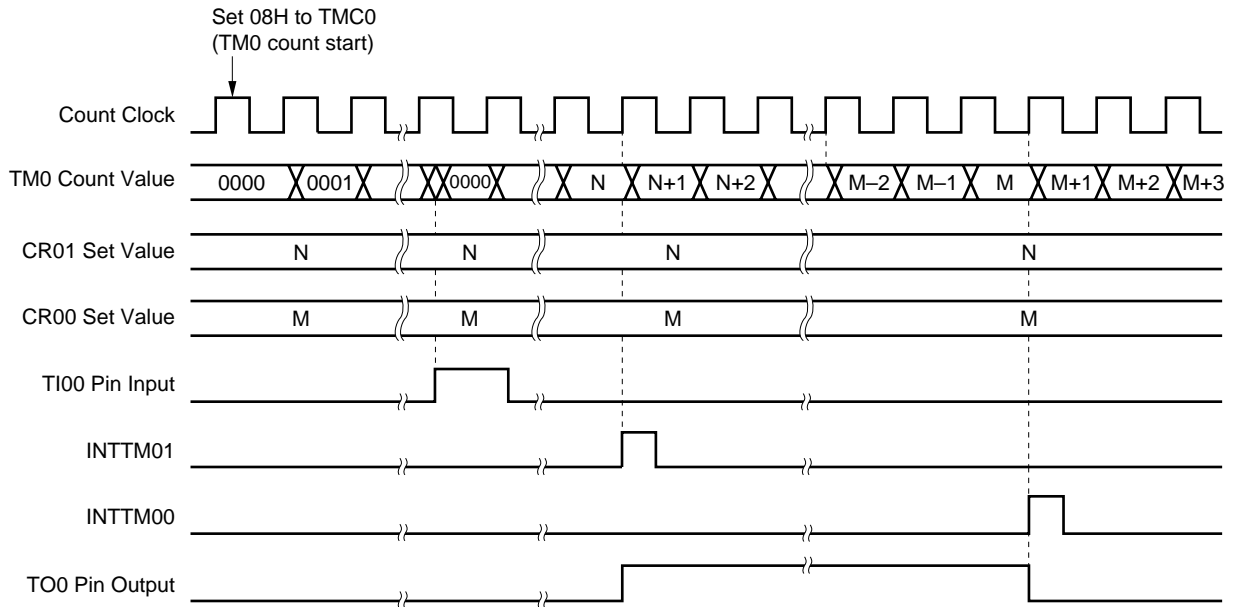 Set 08H to TMC0
(TM0 count start)
Count Clock
TM0 Count Value 0000 0001 0000 N N+1 N+2 M–2 M–1 M M+1 M+2 M+3
CR01 Set Value N N N N
CR00 Set Value M M M M
TI00 Pin Input
INTTM01
INTTM00
TO0 Pin Output